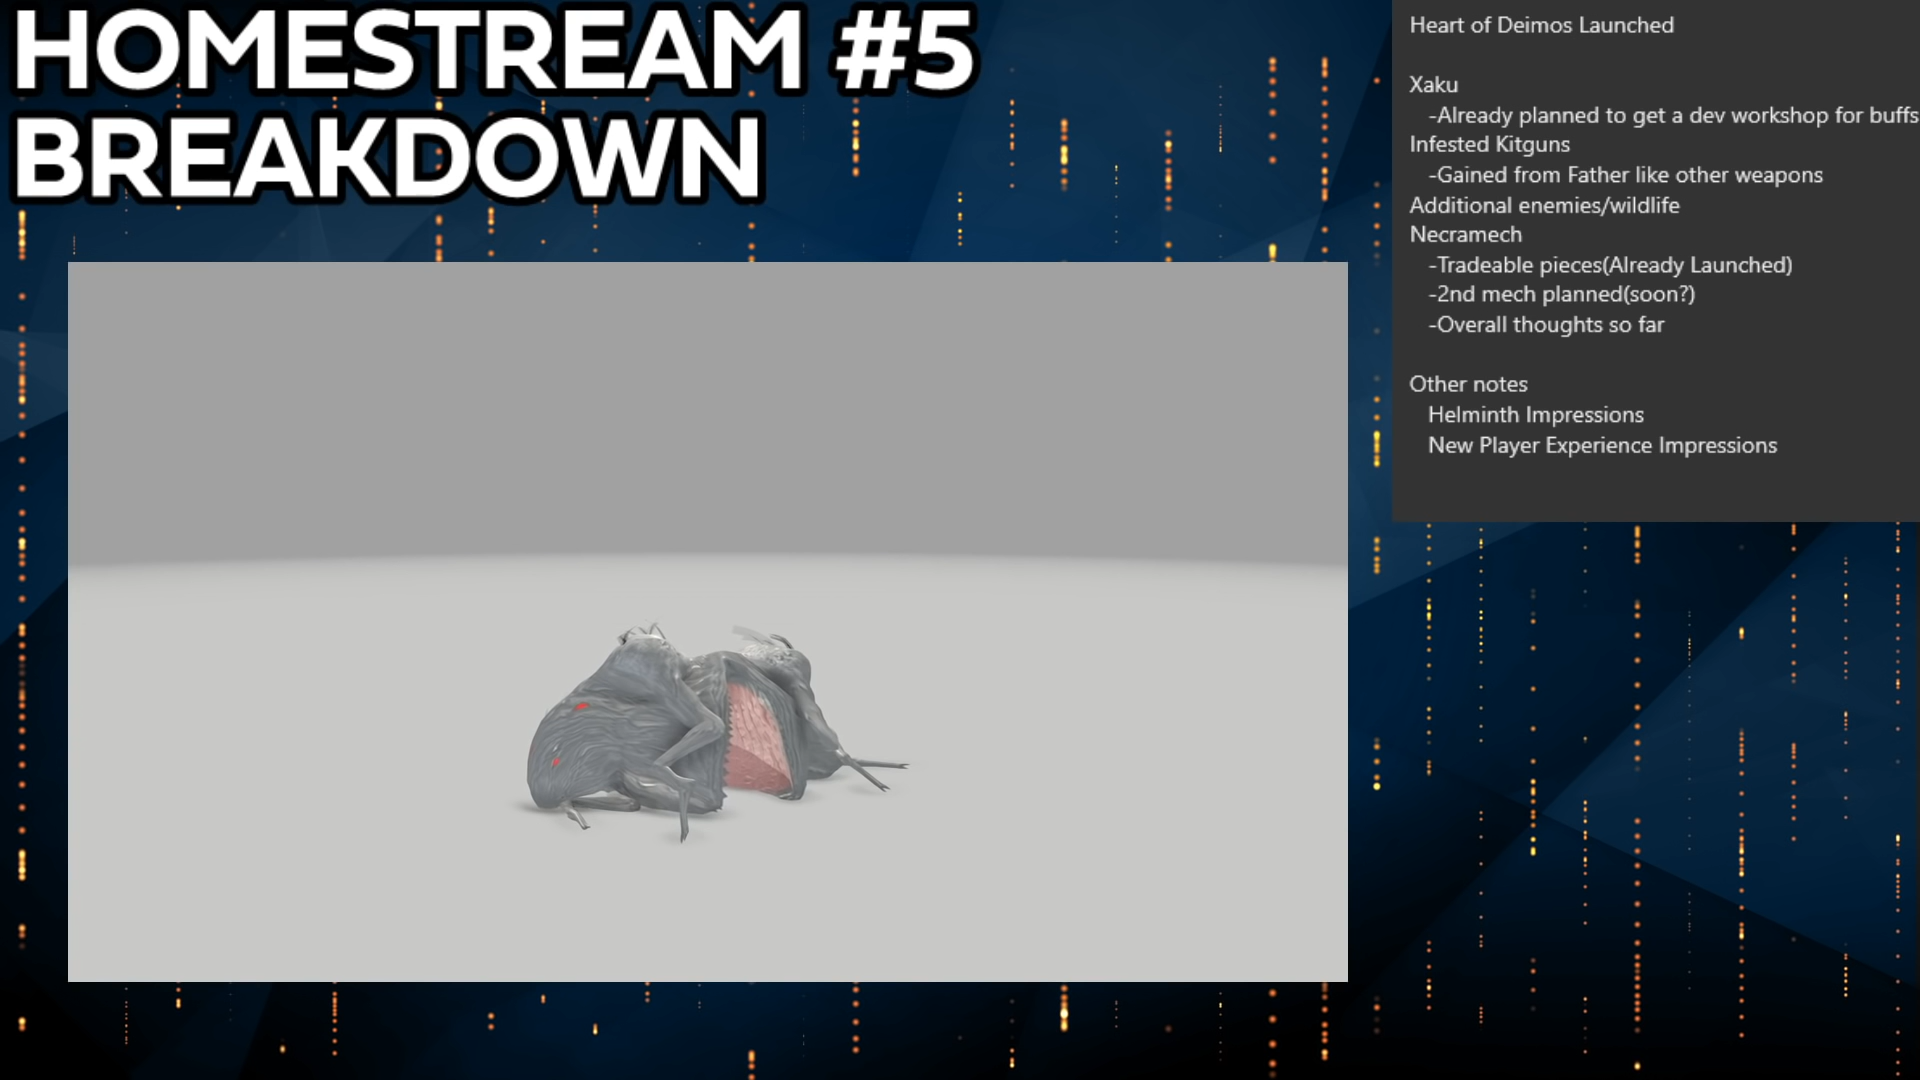 HOMESTREAM #5
BREAKDOWN
Heart of Deimos Launched
Xaku
-Already planned to get a dev workshop for buffs
Infested Kitguns
-Gained from Father like other weapons
Additional enemies/wildlife
Necramech
-Tradeable pieces(Already Launched)
-2nd mech planned(soon?)
-Overall thoughts so far
Other notes
Helminth Impressions
New Player Experience Impressions